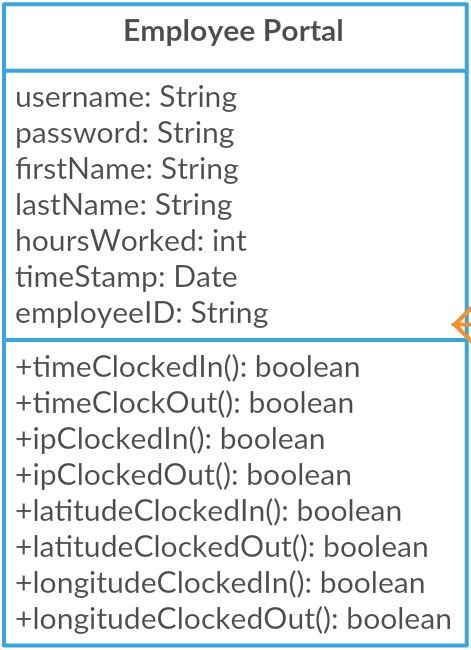 Employee Portal
username: String
password: String
firstName: String
lastName: String
hoursWorked: int
timeStamp: Date
employeeID: String
+timeClockedIn(): boolean
+timeClockOut(): boolean
+ipClockedIn(): boolean
+ipClockedOut(): boolean
+latitudeClockedIn(): boolean
+latitudeClockedOut(): boolean
+longitudeClockedIn(): boolean
+longitudeClockedOut(): boolean